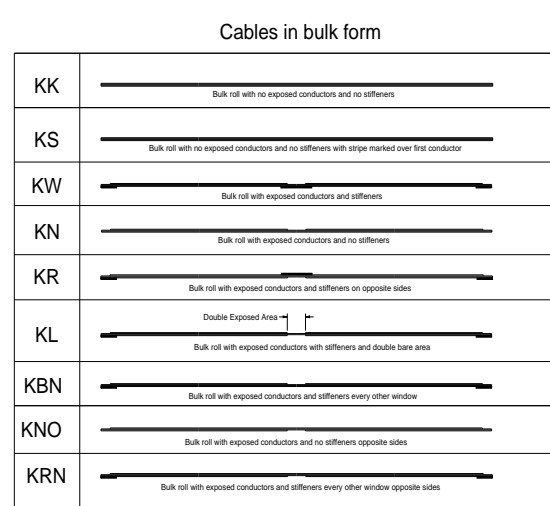 Cables in bulk form
KK
Bulk roll with no exposed conductors and no stiffeners
KS
Bulk roll with no exposed conductors and no stiffeners with stripe marked over first conductor
KW
Bulk roll with exposed conductors and stiffeners
KN
Bulk roll with exposed conductors and no stiffeners
KR
Bulk roll with exposed conductors and stiffeners on opposite sides
KL
Double Exposed Area
Bulk roll with exposed conductors with stiffeners and double bare area
KBN
Bulk roll with exposed conductors and stiffeners every other window
KNO
Bulk roll with exposed conductors and no stiffeners opposite sides
KRN
Bulk roll with exposed conductors and stiffeners every other window opposite sides